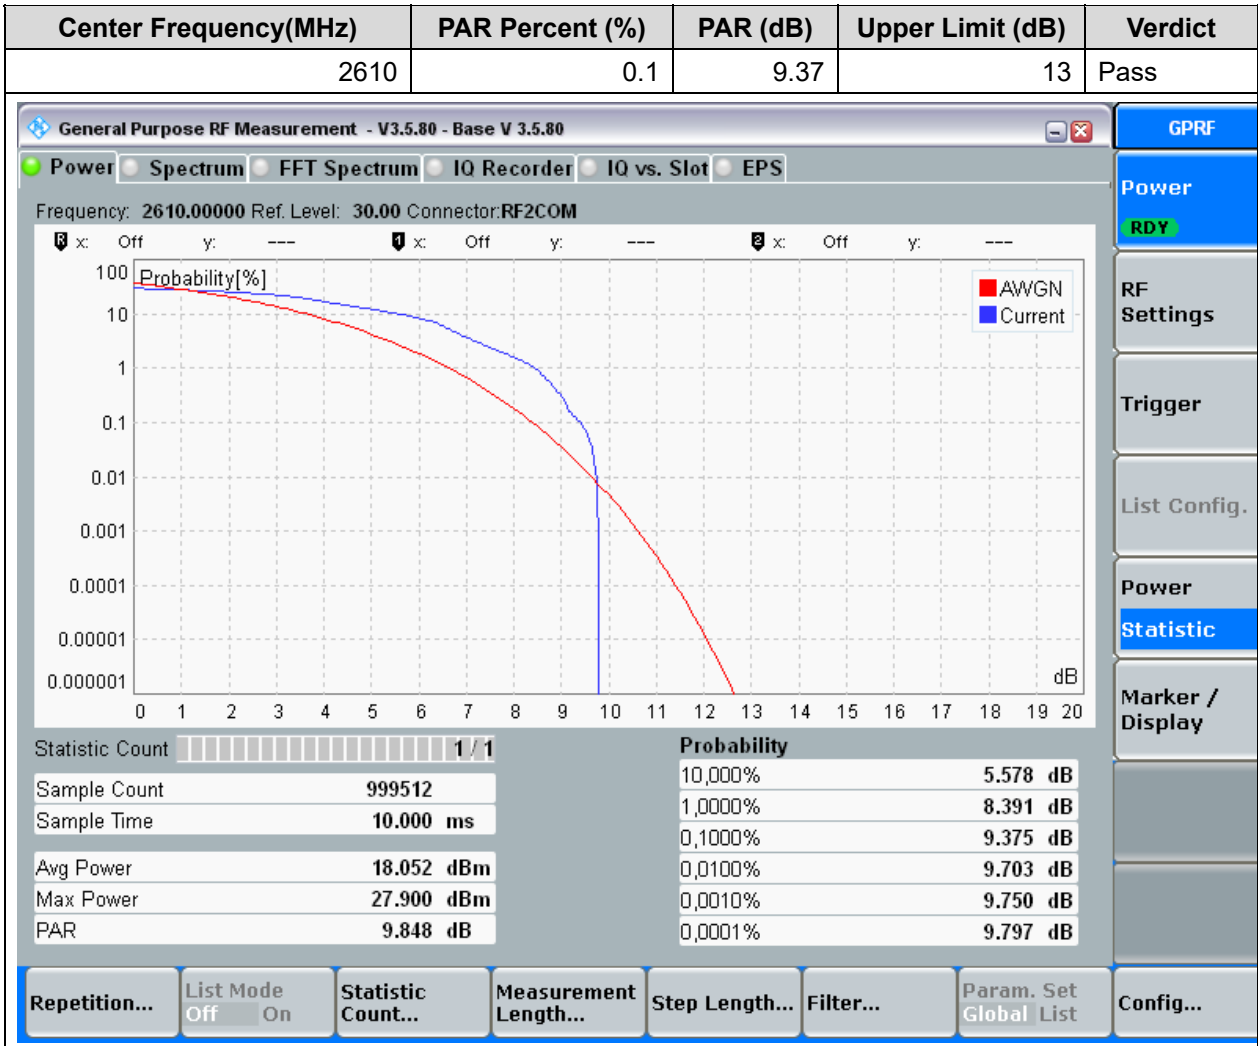 Center Frequency(MHz) PAR Percent (%) PAR (dB) Upper Limit (dB) Verdict
2610 0.1 9.37 13 Pass
General Purpose RF Measurement - V3.5.80 - Base V 3.5.80
GPRF
Power Spectrum FFT Spectrum IQ Recorder IQ vs. Slot EPS
Frequency: 2610.00000 Ref. Level: 30.00 Connector:RF2COM
R x: Off y: --- 1 x: Off y: --- 2 x: Off y: ---
Probability[%]
AWGN
Current
100
10
1
0.1
0.01
0.001
0.0001
0.00001
0.000001
dB
0 1 2 3 4 5 6 7 8 9 10 11 12 13 14 15 16 17 18 19 20
Statistic Count 1 / 1
Sample Count 999512
Sample Time 10.000 ms
Avg Power 18.052 dBm
Max Power 27.900 dBm
PAR 9.848 dB
Probability
10,000% 5.578 dB
1,0000% 8.391 dB
0,1000% 9.375 dB
0,0100% 9.703 dB
0,0010% 9.750 dB
0,0001% 9.797 dB
Power
RDY
RF
Settings
Trigger
List Config.
Power
Statistic
Marker /
Display
Repetition...
List Mode
Off On
Statistic
Count...
Measurement
Length...
Step Length...
Filter...
Param. Set
Global List
Config...